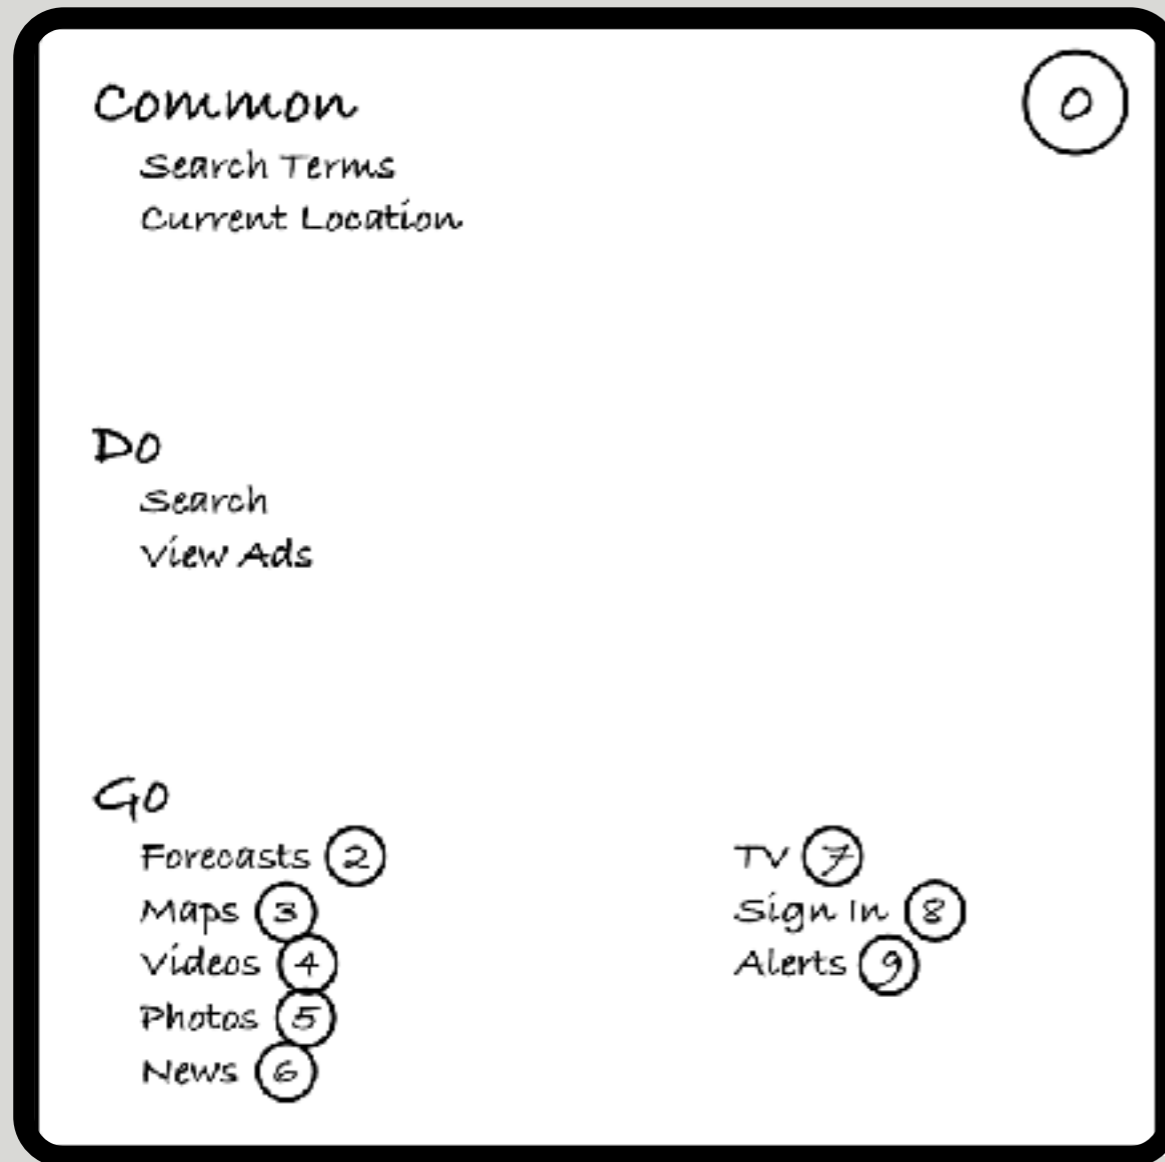 Common
0
Search Terms
Current Location
Do
Search
View Ads
Go
Forecasts 2
Maps 3
Videos 4
Photos 5
News 6
TV 7
Sign In 8
Alerts 9